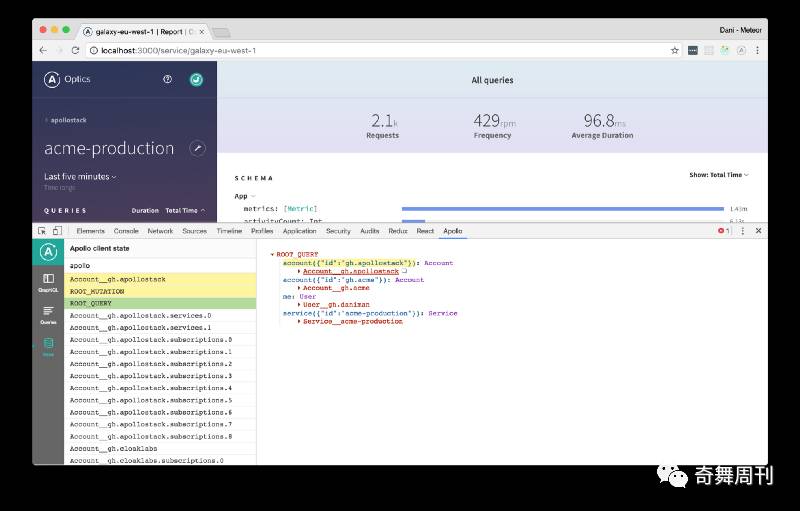 galaxy-eu-west-1 | Report | O
Dani - Meteor
localhost:3000/service/galaxy-eu-west-1
Optics
All queries
apollostack
2.1k
429rpm
96.8ms
Requests
Frequency
Average Duration
acme-production
Last five minutes
Time range
SCHEMA
Show: Total Time
App
QUERIES Duration Total Time
metrics: [Metric]
1.43m
activityCount: Int
Elements Console Network Sources Timeline Profiles Application Security Audits Redux React Apollo
1
Apollo client state
apollo
GraphiQL
Queries
Account__gh.apollostack
ROOT_MUTATION
ROOT_QUERY
Account__gh.apollostack.services.0
Account__gh.apollostack.services.1
Account__gh.apollostack.subscriptions.0
Account__gh.apollostack.subscriptions.1
Account__gh.apollostack.subscriptions.2
Account__gh.apollostack.subscriptions.3
Account__gh.apollostack.subscriptions.4
Account__gh.apollostack.subscriptions.5
Account__gh.apollostack.subscriptions.6
Account__gh.apollostack.subscriptions.7
Account__gh.apollostack.subscriptions.8
Account__gh.cloaklabs
Account__gh.cloaklabs.subscriptions.0
ROOT_QUERY
account({"id":"gh.apollostack"}): Account
Account__gh.apollostack
account({"id":"gh.acme"}): Account
Account__gh.acme
me: User
User__gh.daniman
service({"id":"acme-production"}): Service
Service__acme-production
奇舞周刊